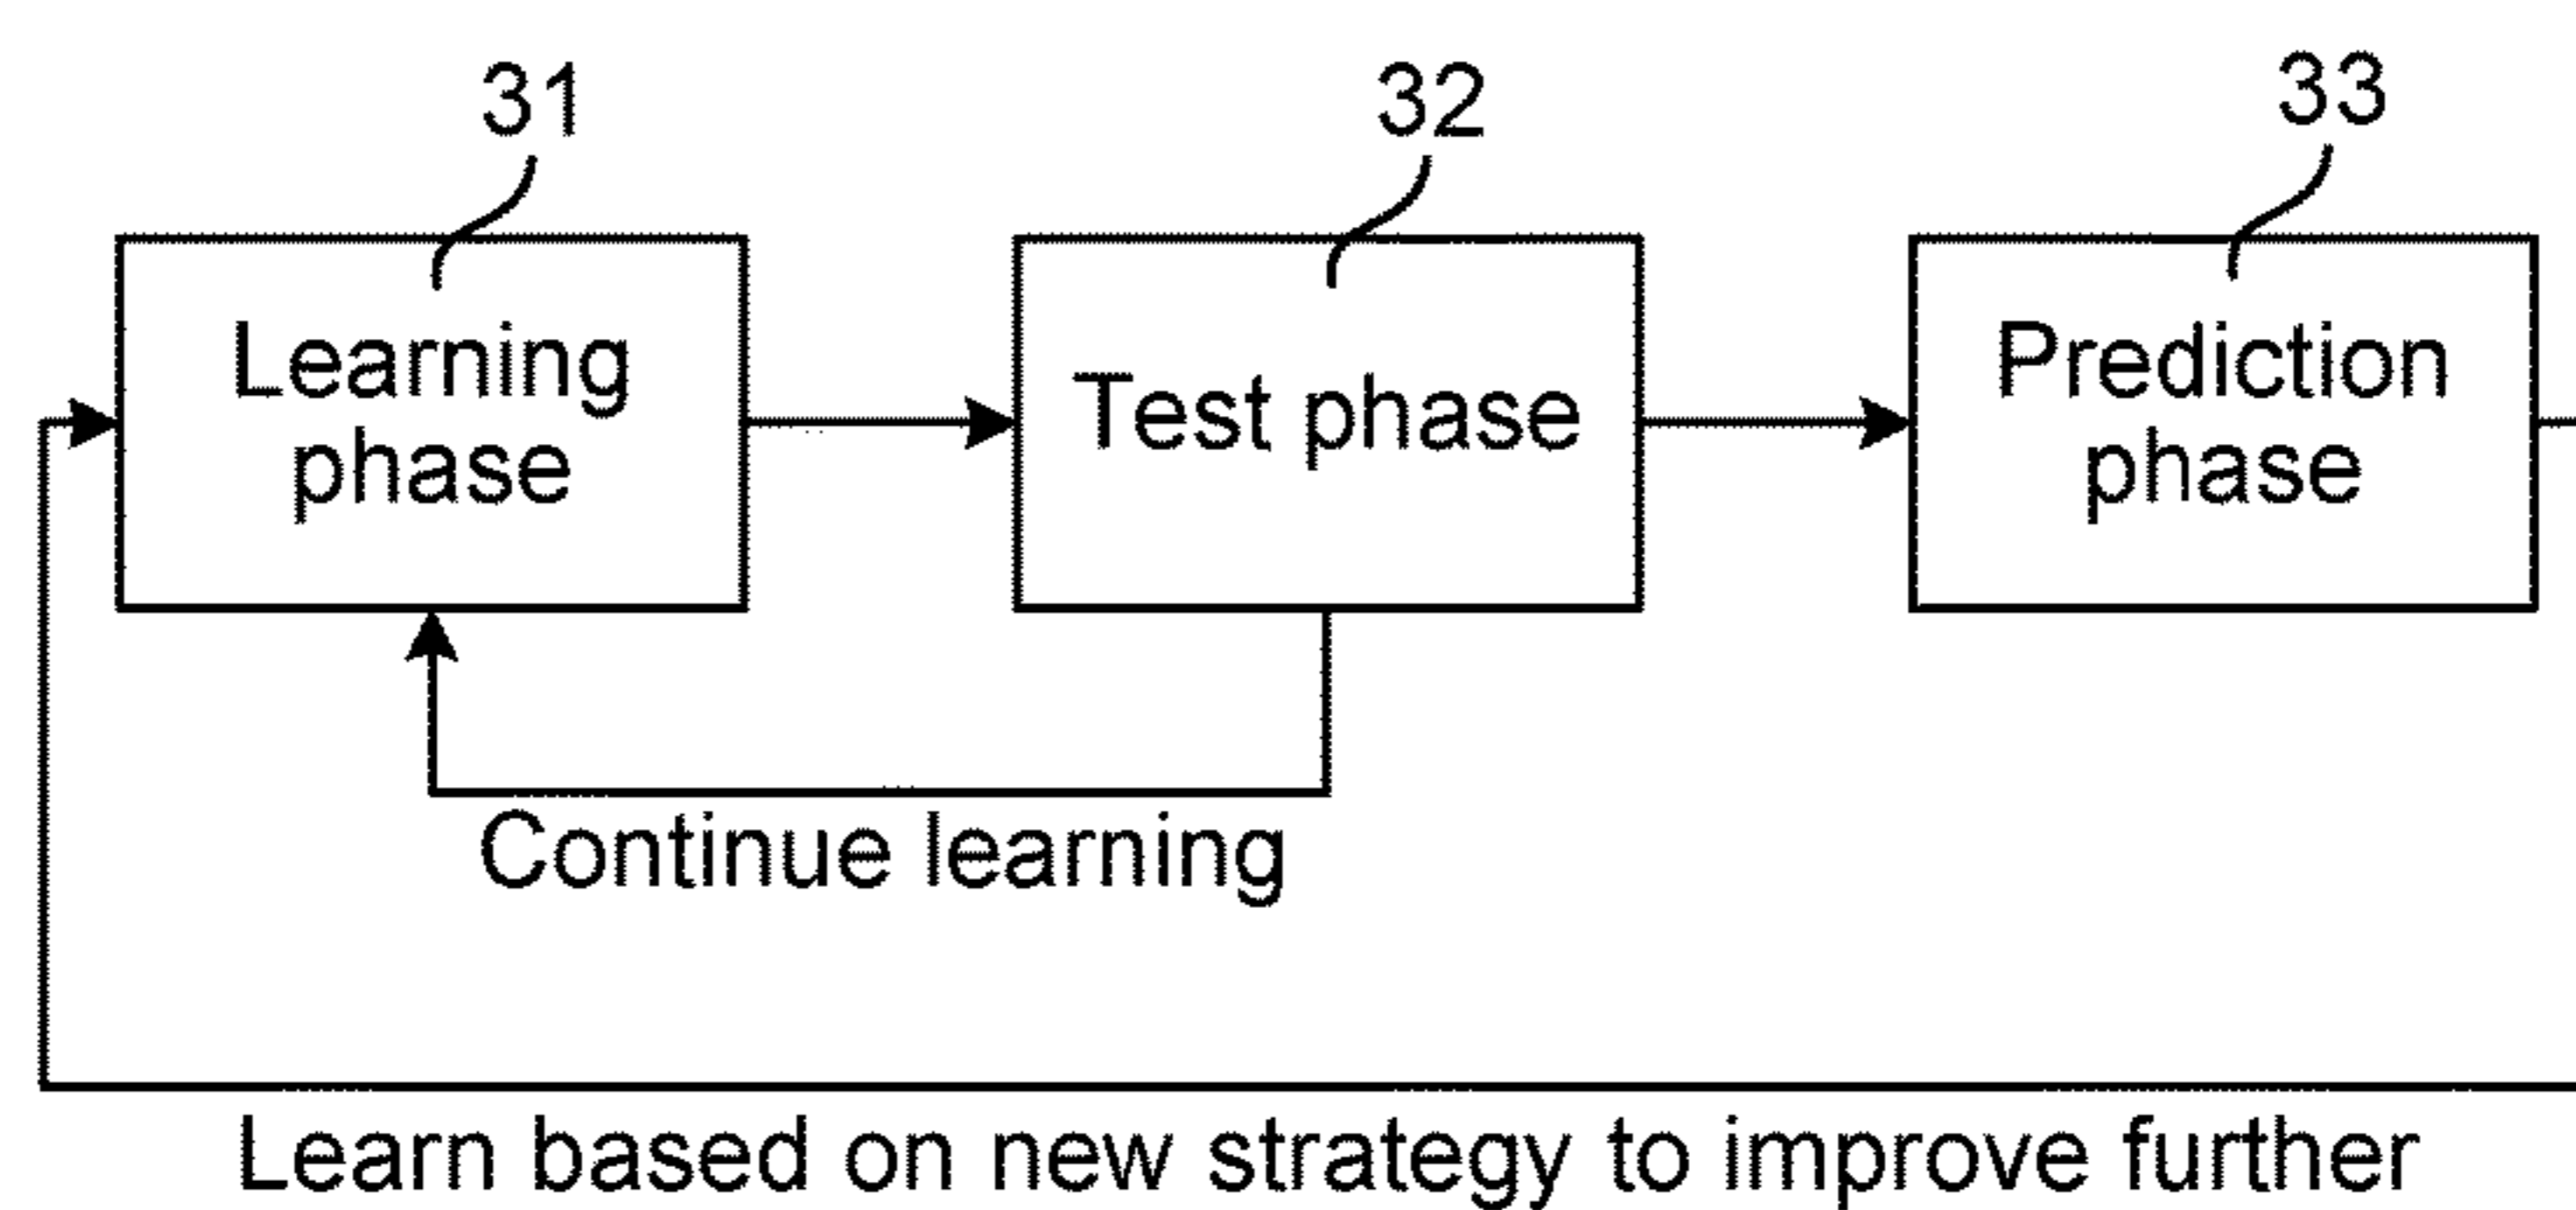 31
32
33
Learning
phase
Test phase
Prediction
phase
Continue learning
Learn based on new strategy to improve further